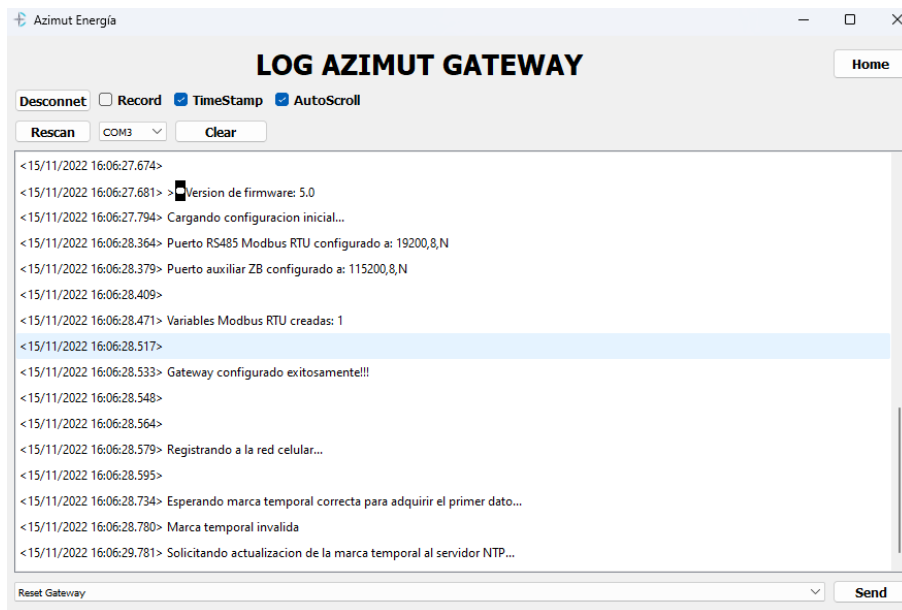 Azimut Energía
LOG AZIMUT GATEWAY
Home
Desconnet Record TimeStamp AutoScroll
Rescan COM3 Clear
<15/11/2022 16:06:27.674>
<15/11/2022 16:06:27.681> > Version de firmware: 5.0
<15/11/2022 16:06:27.794> Cargando configuracion inicial...
<15/11/2022 16:06:28.364> Puerto RS485 Modbus RTU configurado a: 19200,8,N
<15/11/2022 16:06:28.379> Puerto auxiliar ZB configurado a: 115200,8,N
<15/11/2022 16:06:28.409>
<15/11/2022 16:06:28.471> Variables Modbus RTU creadas: 1
<15/11/2022 16:06:28.517>
<15/11/2022 16:06:28.533> Gateway configurado exitosamente!!!
<15/11/2022 16:06:28.548>
<15/11/2022 16:06:28.564>
<15/11/2022 16:06:28.579> Registrando a la red celular...
<15/11/2022 16:06:28.595>
<15/11/2022 16:06:28.734> Esperando marca temporal correcta para adquirir el primer dato...
<15/11/2022 16:06:28.780> Marca temporal invalida
<15/11/2022 16:06:29.781> Solicitando actualizacion de la marca temporal al servidor NTP...
Reset Gateway Send